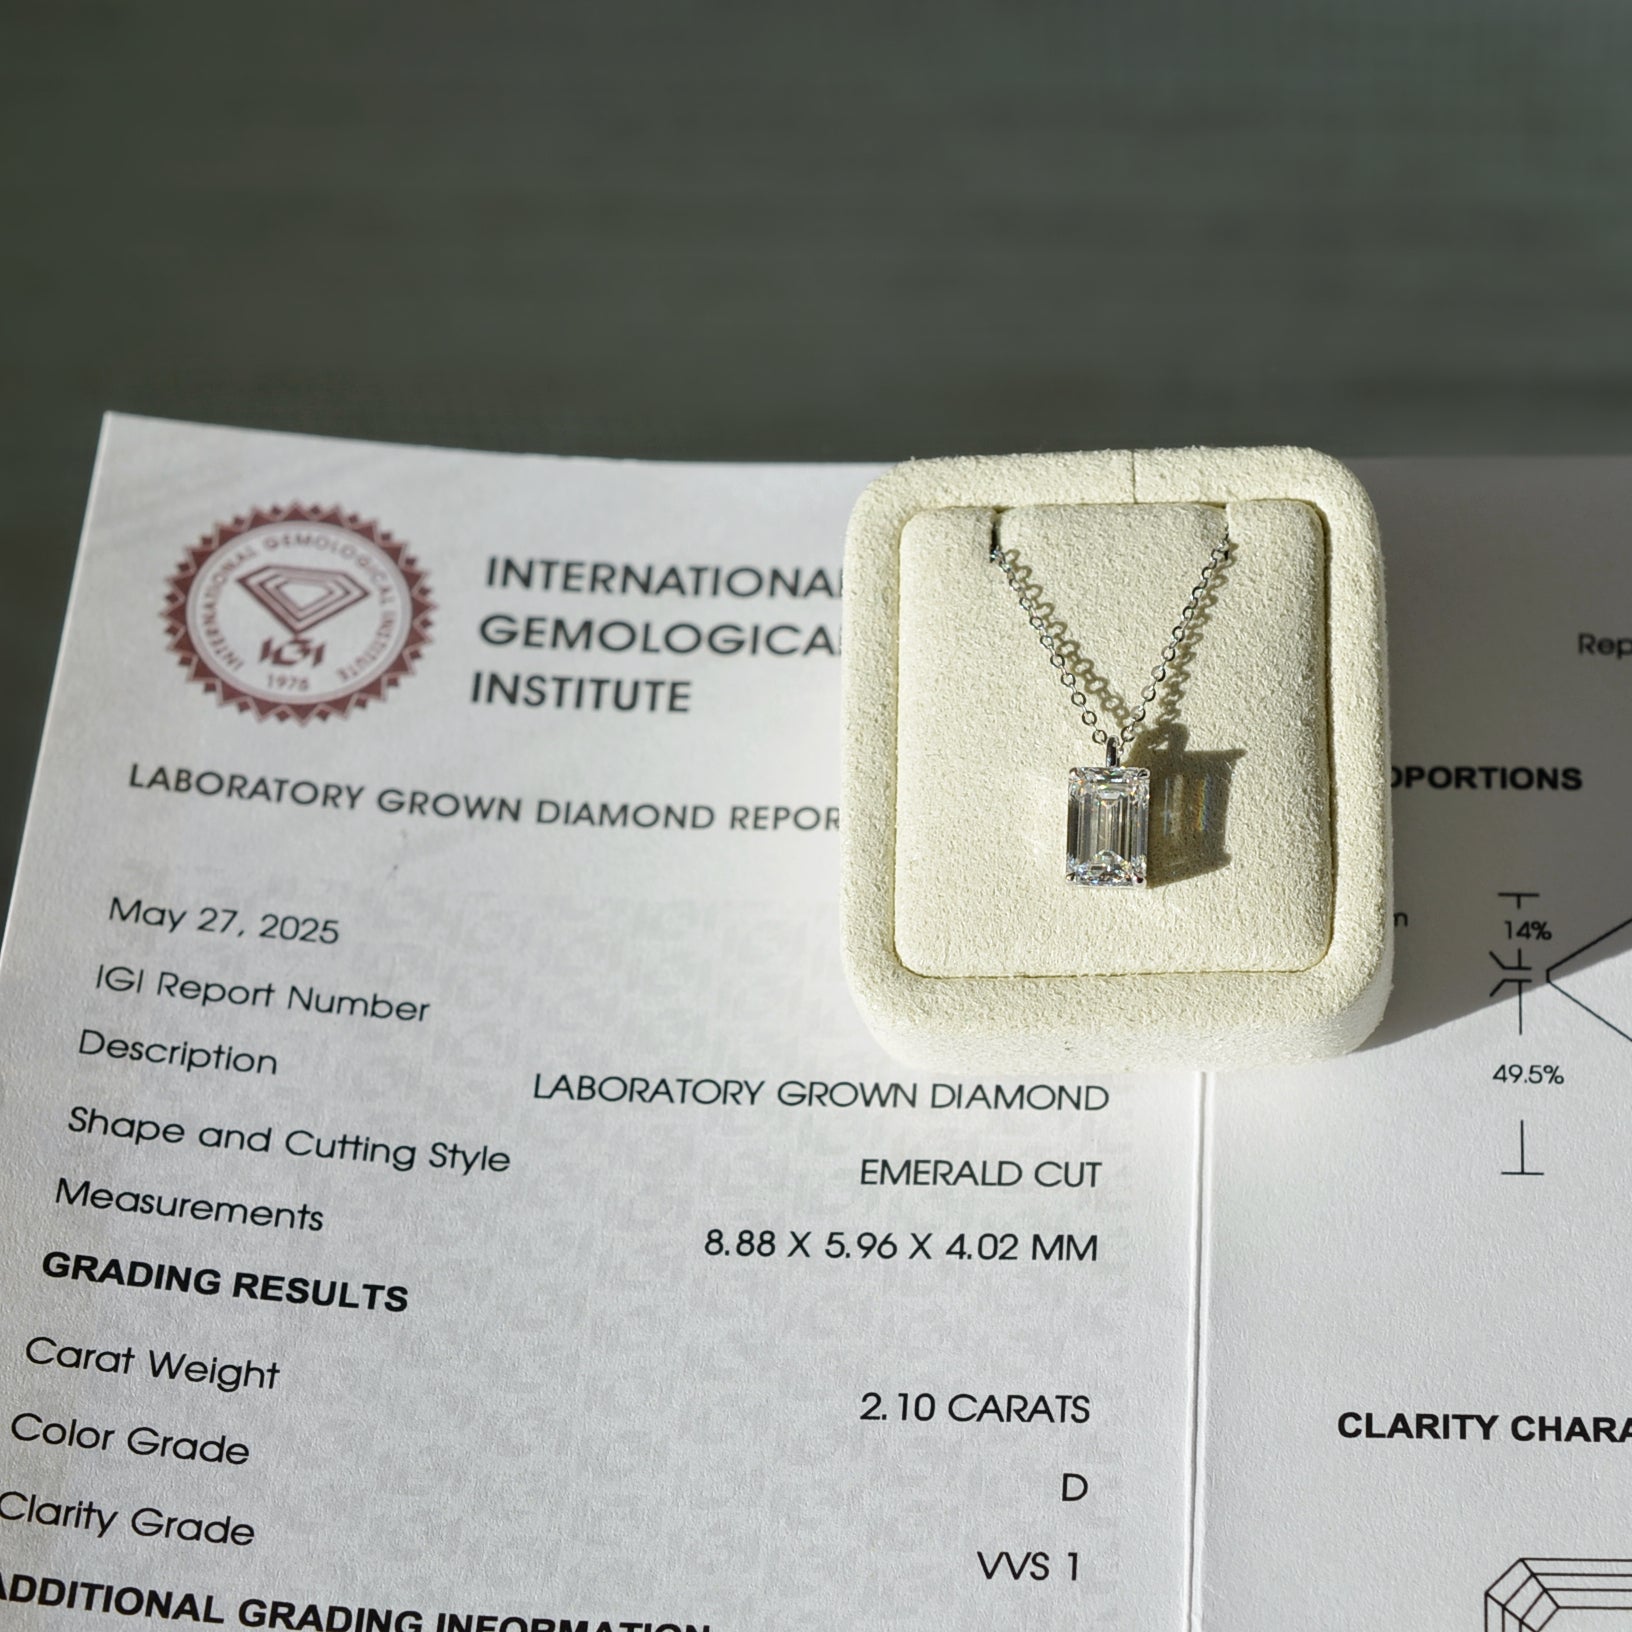 INTERNATIONAL GEMOLOGICAL INSTITUTE
IGI
1975
INTERNATIONAL
GEMOLOGICAL
INSTITUTE
LABORATORY GROWN DIAMOND REPOR
May 27, 2025
IGI Report Number
Description
LABORATORY GROWN DIAMOND
Shape and Cutting Style
EMERALD CUT
Measurements
8.88 X 5.96 X 4.02 MM
GRADING RESULTS
Carat Weight
2.10 CARATS
Color Grade
D
Clarity Grade
VVS 1
ADDITIONAL GRADING INFORMATION
Rep
OPORTIONS
14%
49.5%
CLARITY CHARA